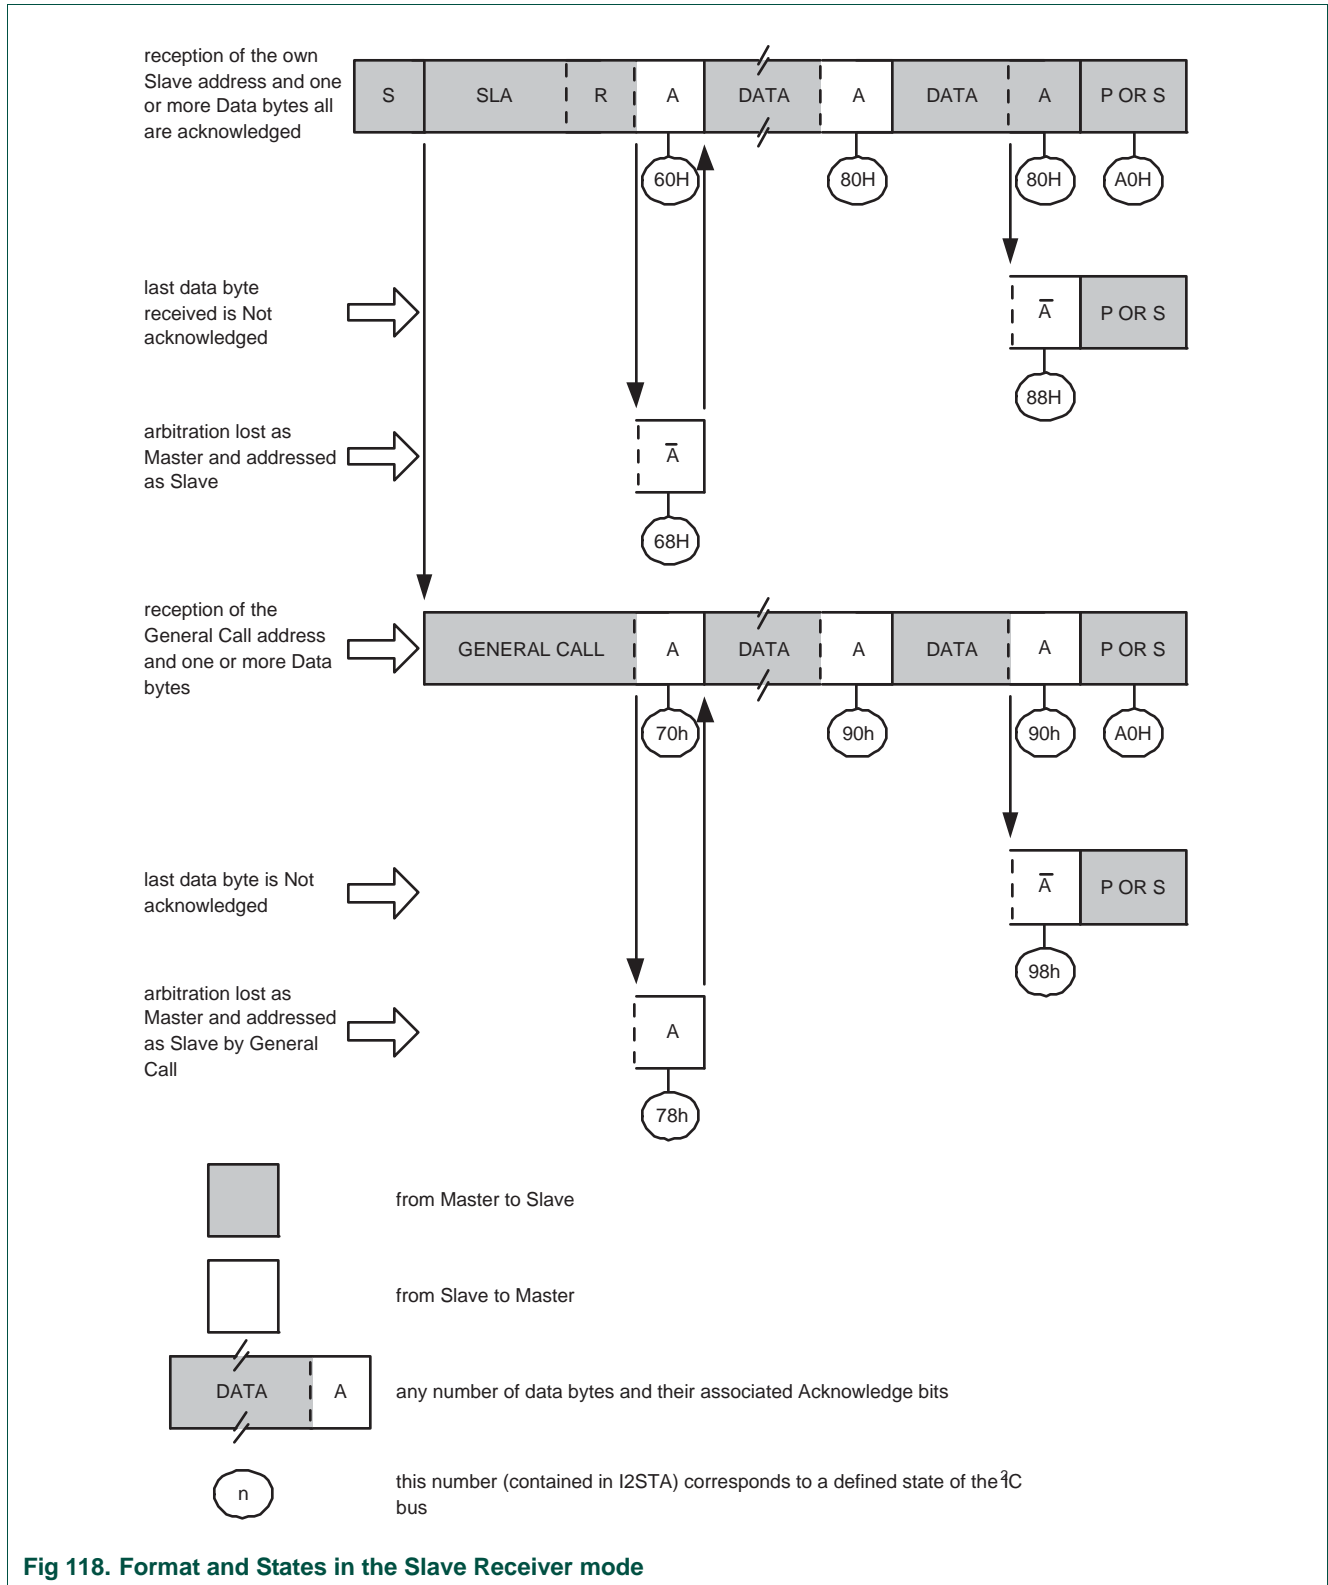 reception of the own
Slave address and one
or more Data bytes all
are acknowledged
S SLA R A DATA A DATA A P OR S
60H 80H 80H A0H
last data byte
received is Not
acknowledged
A̅ P OR S
88H
arbitration lost as
Master and addressed
as Slave
A̅
68H
reception of the
General Call address
and one or more Data
bytes
GENERAL CALL A DATA A DATA A P OR S
70h 90h 90h A0H
last data byte is Not
acknowledged
A̅ P OR S
98h
arbitration lost as
Master and addressed
as Slave by General
Call
A
78h
from Master to Slave
from Slave to Master
DATA A any number of data bytes and their associated Acknowledge bits
n this number (contained in I2STA) corresponds to a defined state of the I²C
bus
Fig 118. Format and States in the Slave Receiver mode